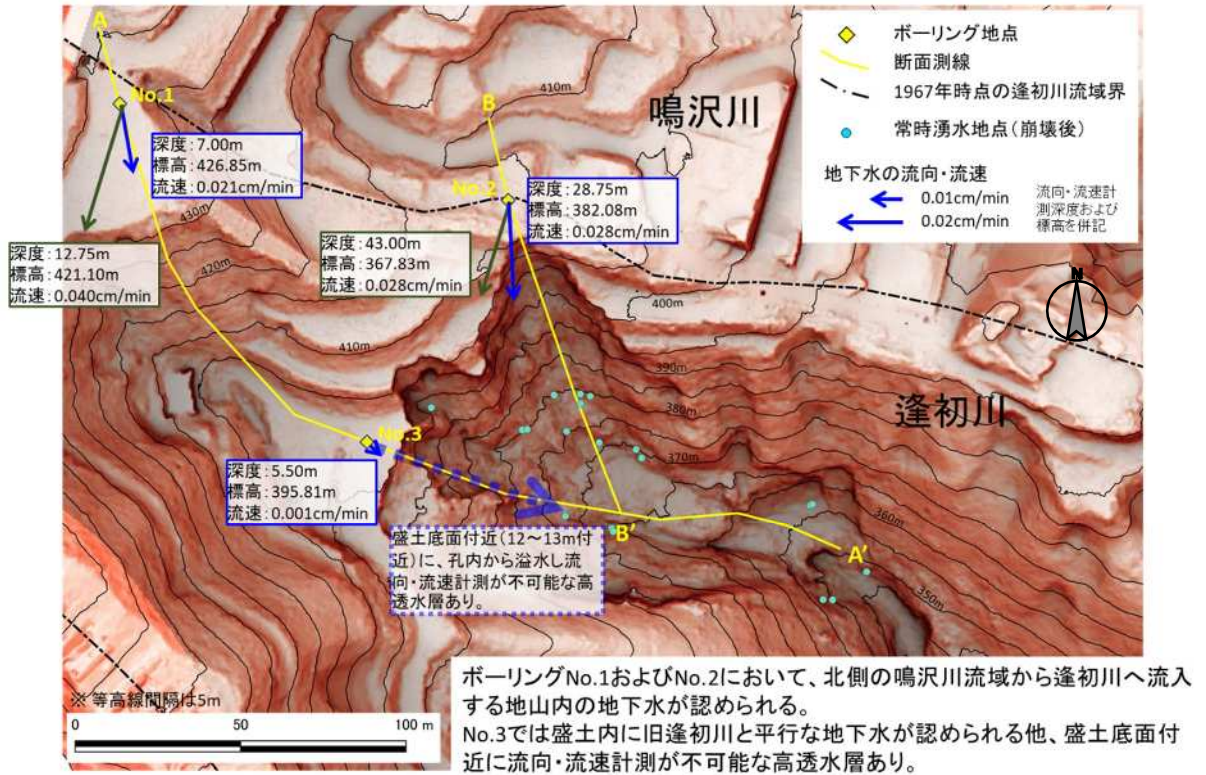 A
No.1
深度:7.00m
標高:426.85m
流速:0.021cm/min
深度:12.75m
標高:421.10m
流速:0.040cm/min
B
410m
鳴沢川
No.2
深度:28.75m
標高:382.08m
流速:0.028cm/min
深度:43.00m
標高:367.83m
流速:0.028cm/min
ボーリング地点
断面測線
1967年時点の逢初川流域界
常時湧水地点(崩壊後)
地下水の流向・流速
0.01cm/min
0.02cm/min
流向・流速計
測深度および
標高を併記
N
430m
420m
410m
400m
390m
380m
370m
360m
350m
逢初川
No.3
深度:5.50m
標高:395.81m
流速:0.001cm/min
盛土底面付近(12~13m付
近)に、孔内から溢水し流
向・流速計測が不可能な高
透水層あり。
B'
A'
※ 等高線間隔は5m
0 50 100 m
ボーリングNo.1およびNo.2において、北側の鳴沢川流域から逢初川へ流入
する地山内の地下水が認められる。
No.3では盛土内に旧逢初川と平行な地下水が認められる他、盛土底面付
近に流向・流速計測が不可能な高透水層あり。